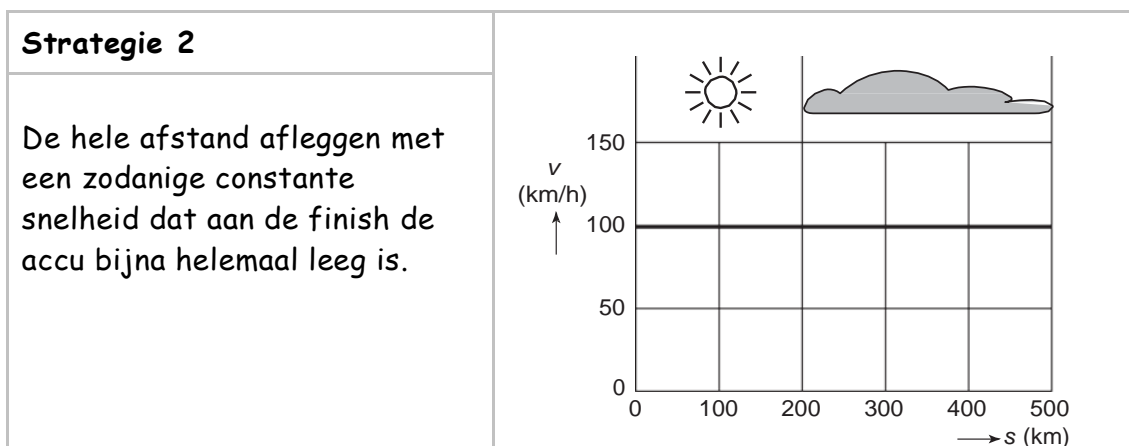 Strategie 2
De hele afstand afleggen met
een zodanige constante
snelheid dat aan de finish de
accu bijna helemaal leeg is.
v
(km/h)
150
100
50
0
0 100 200 300 400 500
s (km)